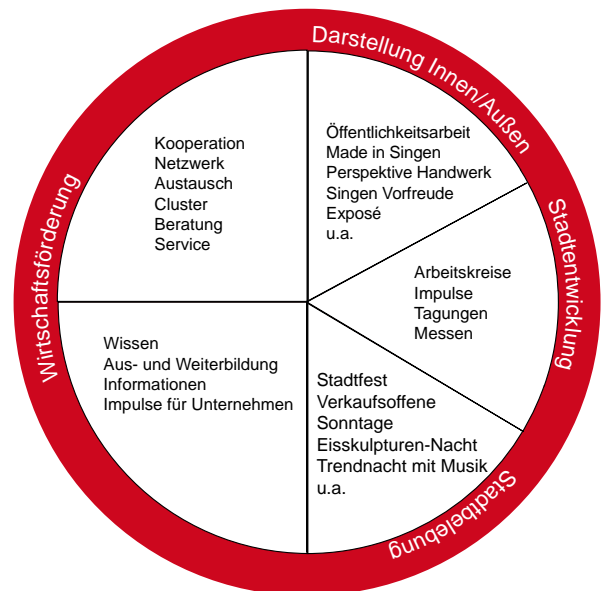 Darstellung Innen/Außen
Öffentlichkeitsarbeit
Made in Singen
Perspektive Handwerk
Singen Vorfreude
Exposé
u.a.
Stadtentwicklung
Arbeitskreise
Impulse
Tagungen
Messen
Stadtbelebung
Stadtfest
Verkaufsoffene
Sonntage
Eisskulpturen-Nacht
Trendnacht mit Musik
u.a.
Wirtschaftsförderung
Kooperation
Netzwerk
Austausch
Cluster
Beratung
Service
Wissen
Aus- und Weiterbildung
Informationen
Impulse für Unternehmen